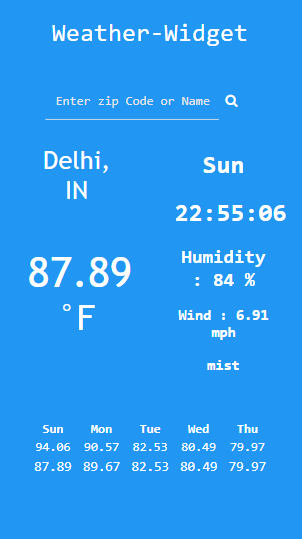 Weather-Widget
Enter zip Code or Name
Delhi,
IN
Sun
22:55:06
87.89
°F
Humidity
: 84 %
Wind : 6.91
mph
mist
Sun Mon Tue Wed Thu
94.06 90.57 82.53 80.49 79.97
87.89 89.67 82.53 80.49 79.97